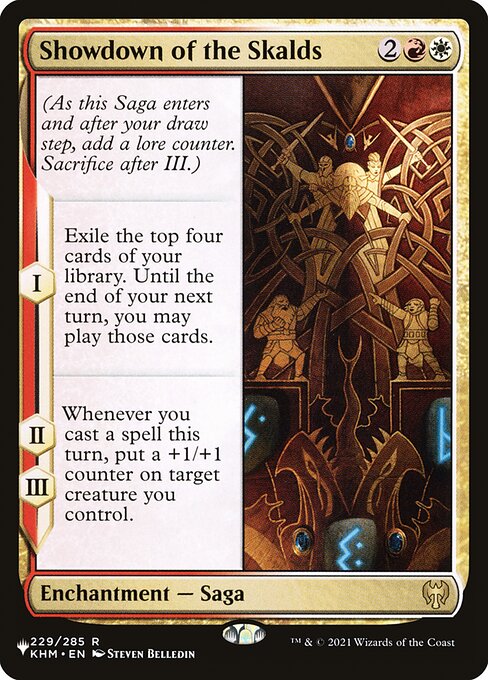 Showdown of the Skalds 2
(As this Saga enters
and after your draw
step, add a lore counter.
Sacrifice after III.)
I
Exile the top four
cards of your
library. Until the
end of your next
turn, you may
play those cards.
II
III
Whenever you
cast a spell this
turn, put a +1/+1
counter on target
creature you
control.
Enchantment — Saga
229/285 R
KHM • EN Steven Belledin
™ & © 2021 Wizards of the Coast